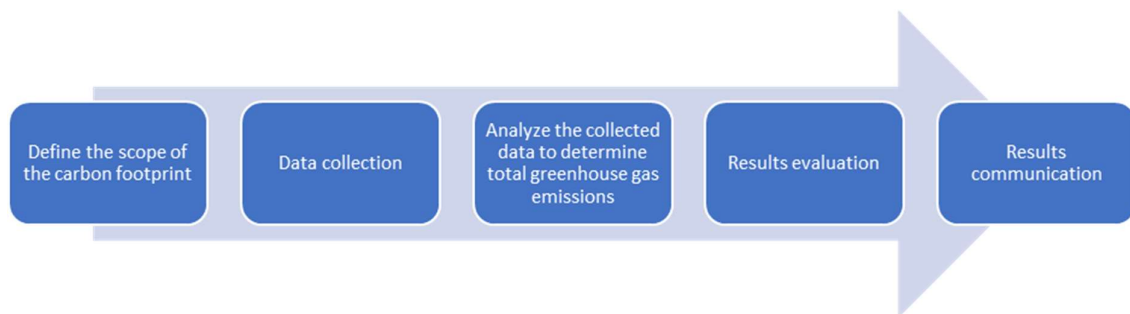 Define the scope of
the carbon footprint
Data collection
Analyze the collected
data to determine
total greenhouse gas
emissions
Results evaluation
Results
communication